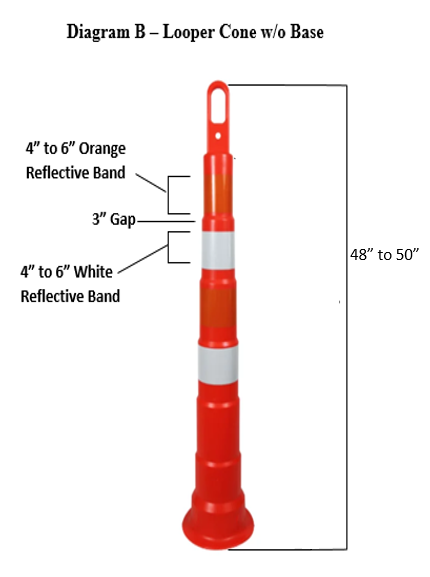 Diagram B – Looper Cone w/o Base
4” to 6” Orange
Reflective Band
3” Gap
4” to 6” White
Reflective Band
48” to 50”